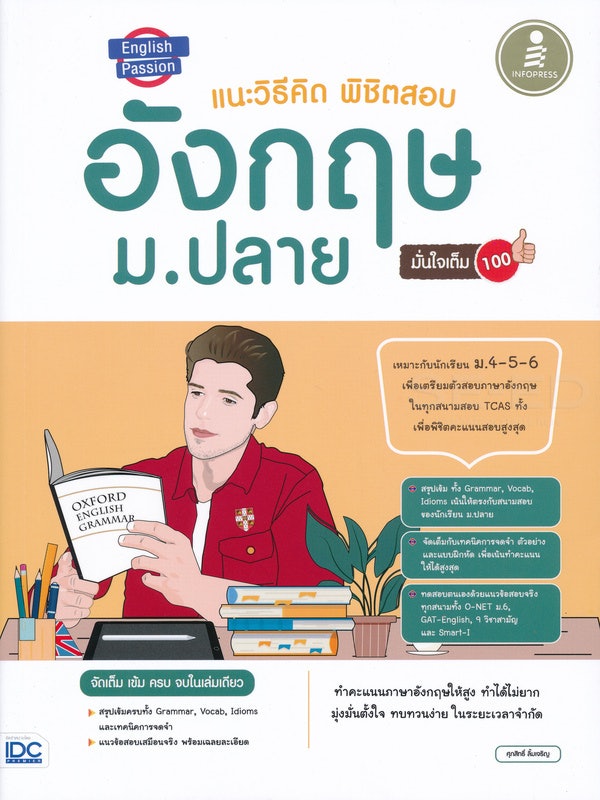 English
Passion
INFOPRESS
แนะวิธีคิด พิชิตสอบ
อังกฤษ
ม.ปลาย
มั่นใจเต็ม 100
เหมาะกับนักเรียน ม.4-5-6
เพื่อเตรียมตัวสอบภาษาอังกฤษ
ในทุกสนามสอบ TCAS ทั้ง
เพื่อพิชิตคะแนนสอบสูงสุด
OXFORD
ENGLISH
GRAMMAR
สรุปเข้ม ทั้ง Grammar, Vocab,
Idioms เน้นให้ตรงกับสนามสอบ
ของนักเรียน ม.ปลาย
จัดเต็มกับเทคนิคการจดจำ ตัวอย่าง
และแบบฝึกหัด เพื่อเน้นทำคะแนน
ให้ได้สูงสุด
ทดสอบตนเองด้วยแนวข้อสอบจริง
ทุกสนามทั้ง O-NET ม.6,
GAT-English, 9 วิชาสามัญ
และ Smart-I
จัดเต็ม เข้ม ครบ จบในเล่มเดียว
สรุปเข้มครบทั้ง Grammar, Vocab, Idioms
และเทคนิคการจดจำ
แนวข้อสอบเสมือนจริง พร้อมเฉลยละเอียด
ทำคะแนนภาษาอังกฤษให้สูง ทำได้ไม่ยาก
มุ่งมั่นตั้งใจ ทบทวนง่าย ในระยะเวลาจำกัด
ศุภสิทธิ์ ลิ้มเจริญ
IDC
PREMIER